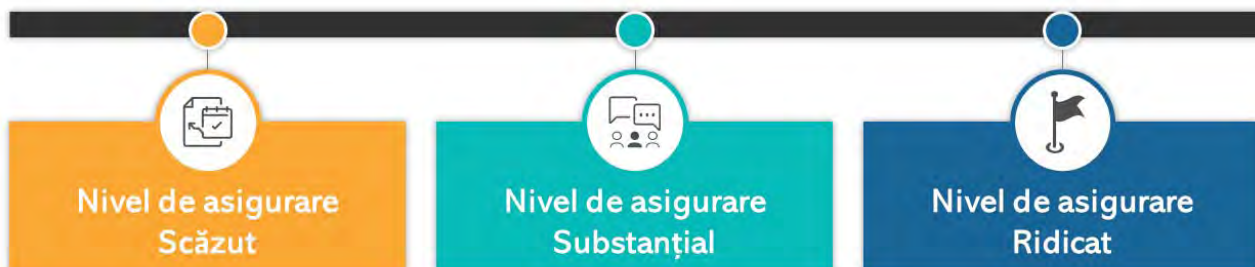 Nivel de asigurare
Scăzut
Nivel de asigurare
Substanțial
Nivel de asigurare
Ridicat